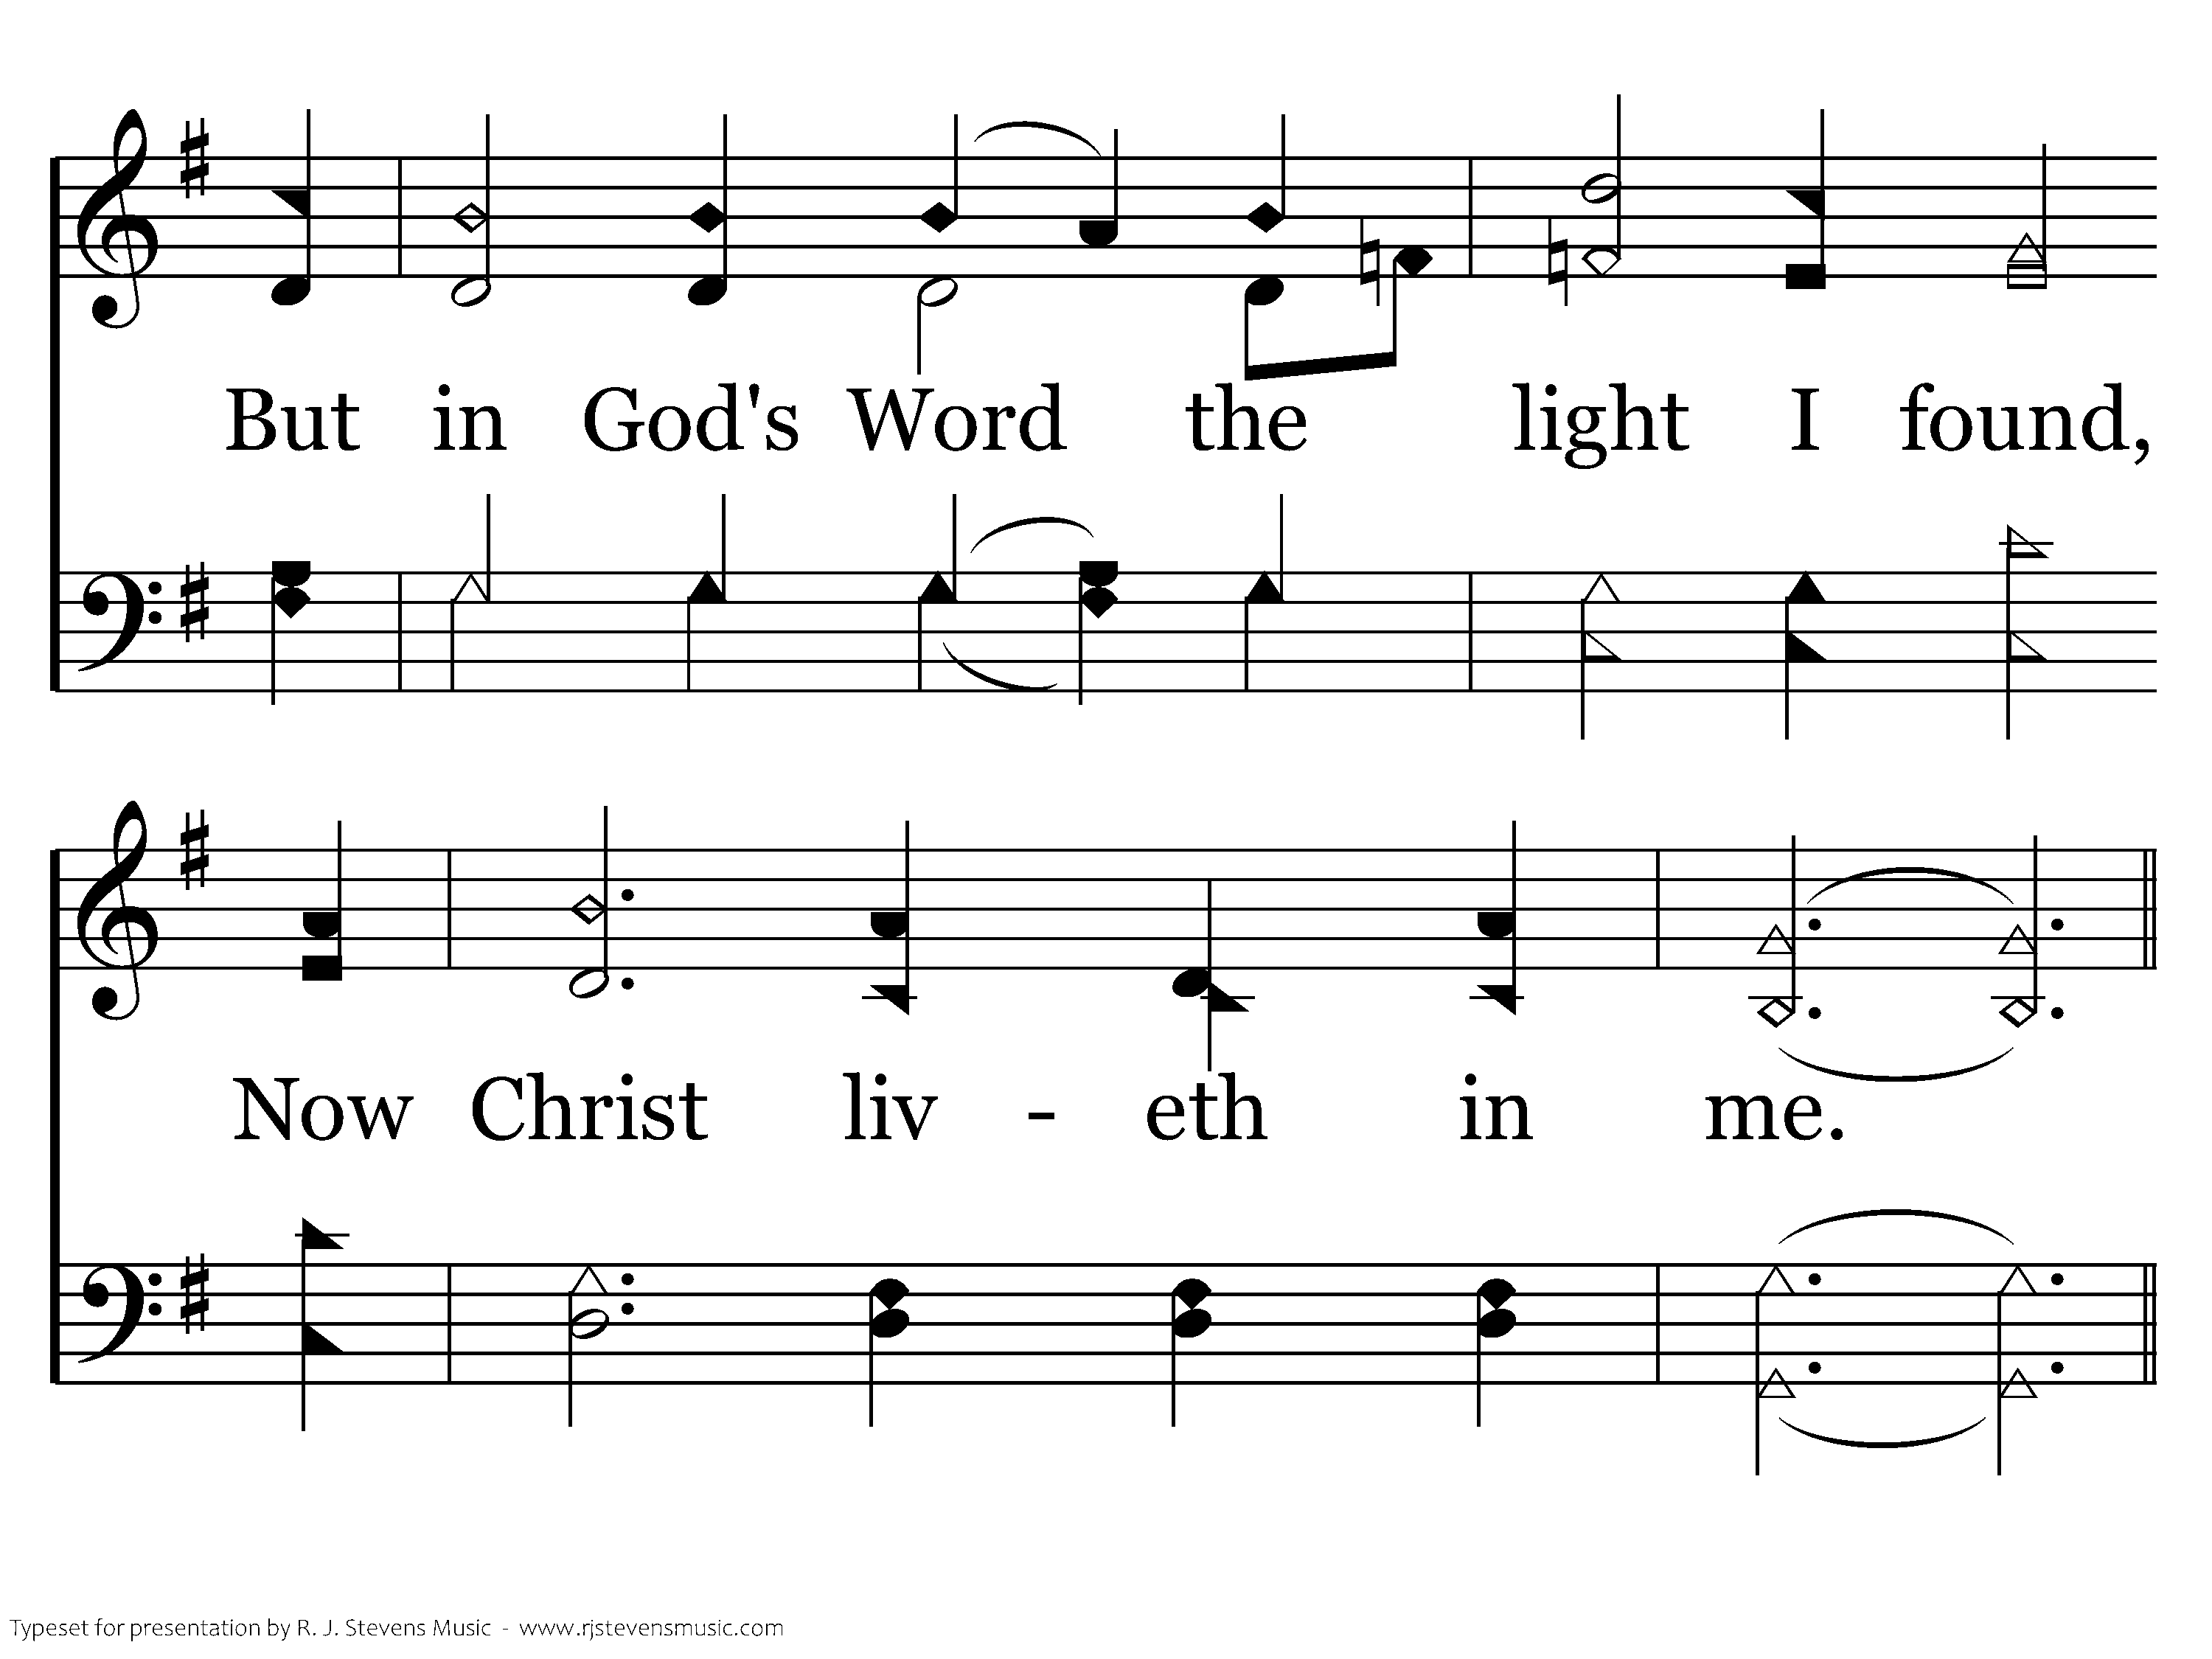 But in God's Word the light I found,
Now Christ liv - eth in me.
Typeset for presentation by R. J. Stevens Music - www.rjstevensmusic.com